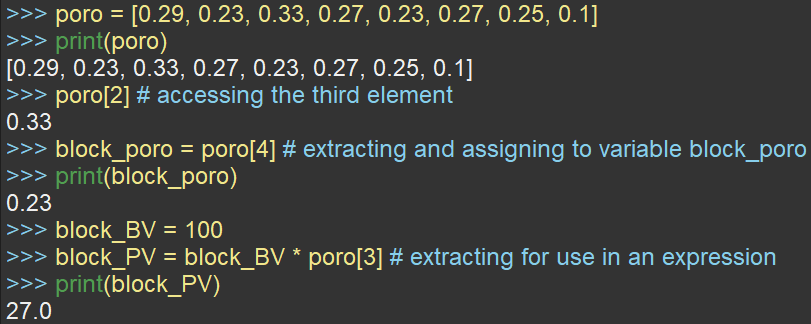 >>> poro = [0.29, 0.23, 0.33, 0.27, 0.23, 0.27, 0.25, 0.1]
>>> print(poro)
[0.29, 0.23, 0.33, 0.27, 0.23, 0.27, 0.25, 0.1]
>>> poro[2] # accessing the third element
0.33
>>> block_poro = poro[4] # extracting and assigning to variable block_poro
>>> print(block_poro)
0.23
>>> block_BV = 100
>>> block_PV = block_BV * poro[3] # extracting for use in an expression
>>> print(block_PV)
27.0